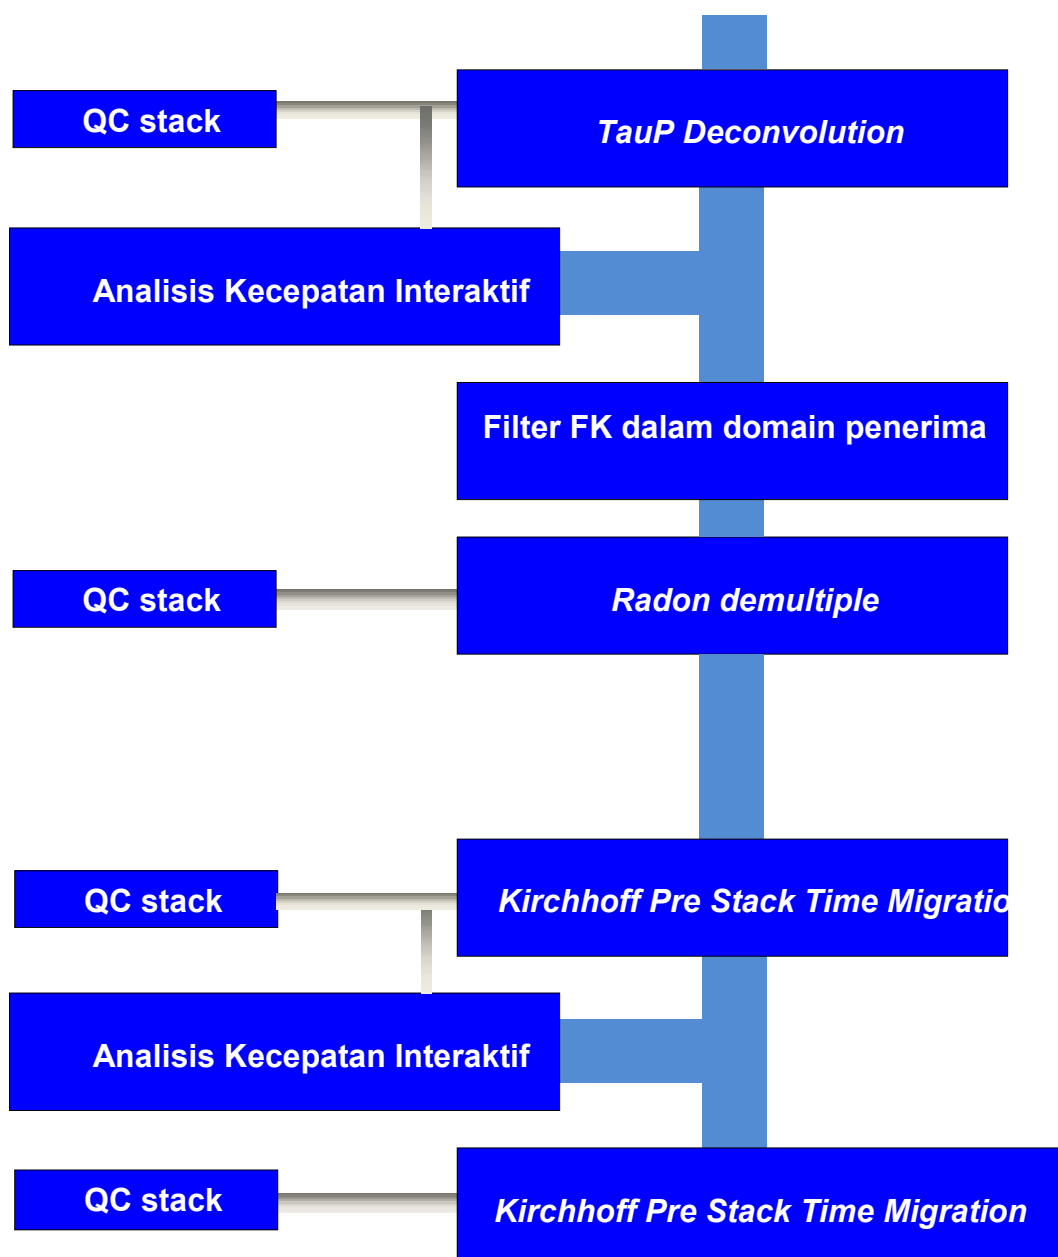 QC stack
TauP Deconvolution
Analisis Kecepatan Interaktif
Filter FK dalam domain penerima
QC stack
Radon demultiple
QC stack
Kirchhoff Pre Stack Time Migratio
Analisis Kecepatan Interaktif
QC stack
Kirchhoff Pre Stack Time Migration